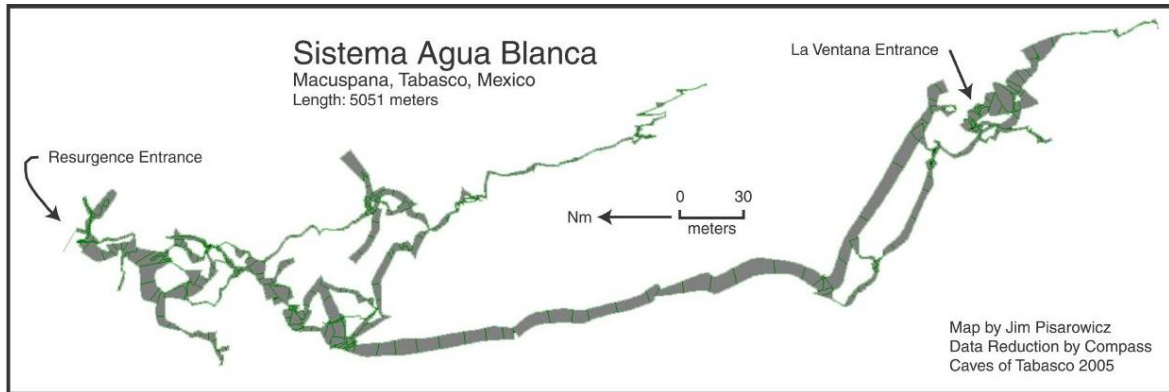 Sistema Agua Blanca
Macuspana, Tabasco, Mexico
Length: 5051 meters
La Ventana Entrance
Resurgence Entrance
Nm
0 30
meters
Map by Jim Pisarowicz
Data Reduction by Compass
Caves of Tabasco 2005